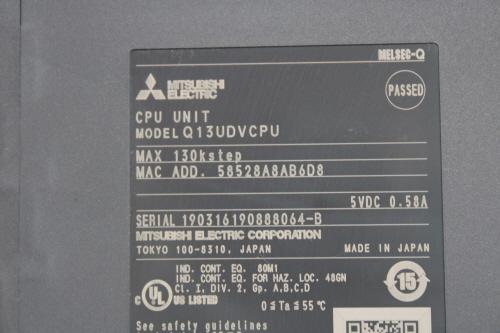 MELSEC-Q
MITSUBISHI
ELECTRIC
PASSED
CPU UNIT
MODEL Q13UDVCPU
MAX 130kstep
MAC ADD. 58528A8AB6D8
5VDC 0.58A
SERIAL 190316190888064-B
MITSUBISHI ELECTRIC CORPORATION
TOKYO 100-8310, JAPAN MADE IN JAPAN
IND. CONT. EQ. 80M1
IND. CONT. EQ. FOR HAZ. LOC. 48GN
Cl. I, DIV. 2, Gp. A,B,C,D
C UL US LISTED
0≦Ta≦55℃
15
See safety guidelines